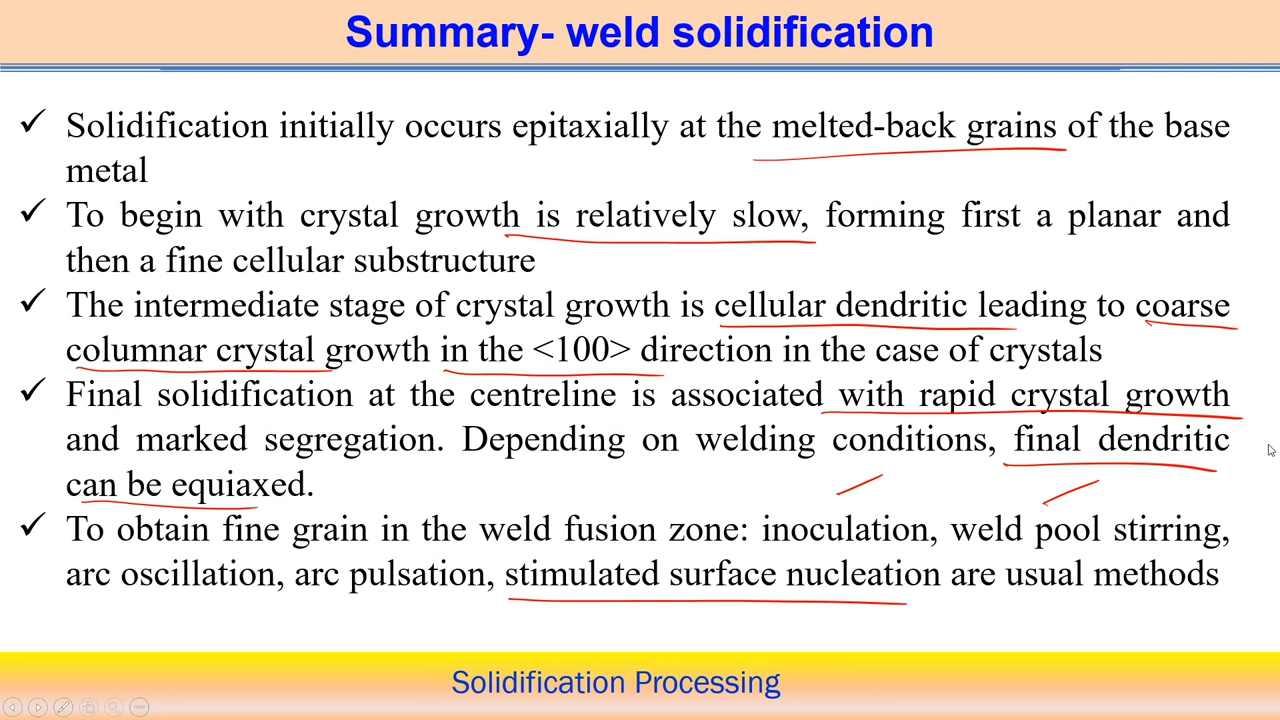 Summary- weld solidification
✓ Solidification initially occurs epitaxially at the melted-back grains of the base
metal
✓ To begin with crystal growth is relatively slow, forming first a planar and
then a fine cellular substructure
✓ The intermediate stage of crystal growth is cellular dendritic leading to coarse
columnar crystal growth in the <100> direction in the case of crystals
✓ Final solidification at the centreline is associated with rapid crystal growth
and marked segregation. Depending on welding conditions, final dendritic
can be equiaxed.
✓ To obtain fine grain in the weld fusion zone: inoculation, weld pool stirring,
arc oscillation, arc pulsation, stimulated surface nucleation are usual methods
Solidification Processing